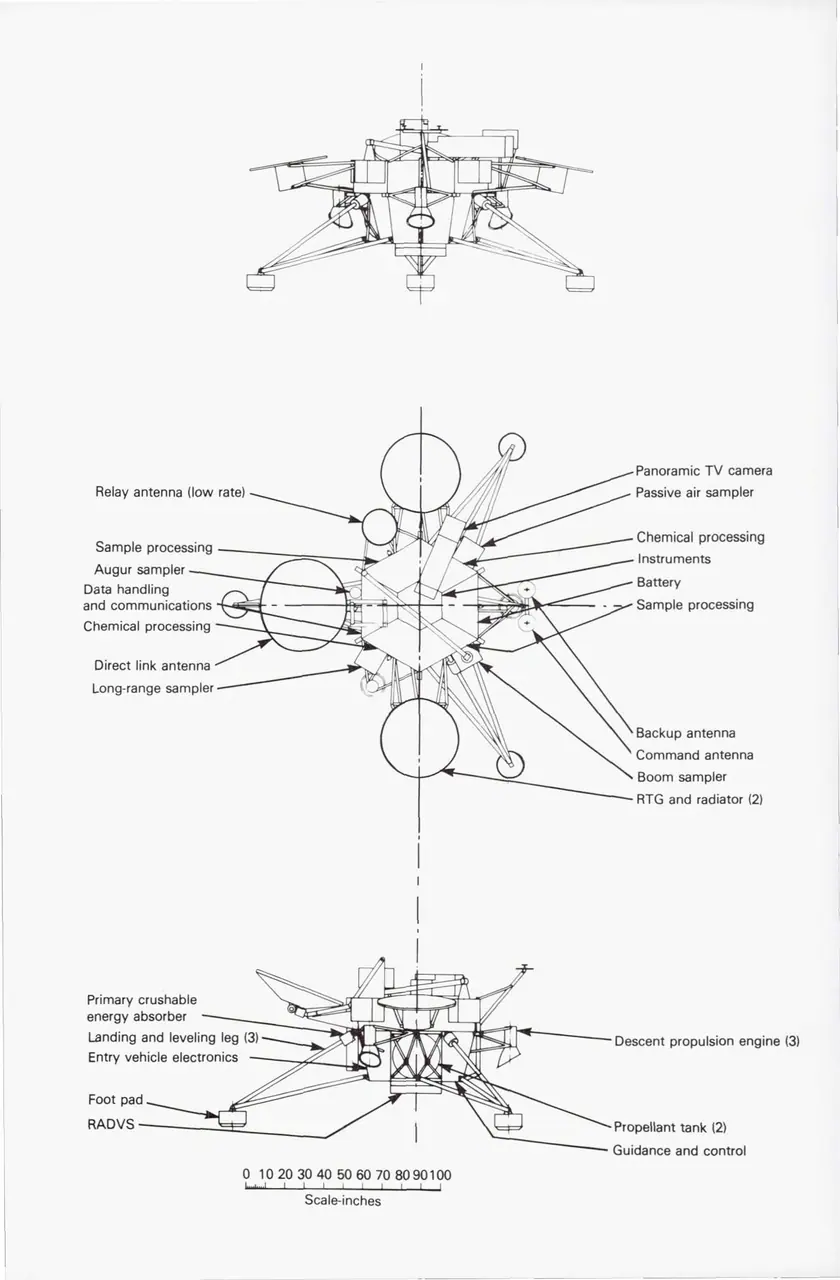 Relay antenna (low rate)
Sample processing
Augur sampler
Data handling
and communications
Chemical processing
Direct link antenna
Long-range sampler
Panoramic TV camera
Passive air sampler
Chemical processing
Instruments
Battery
Sample processing
Backup antenna
Command antenna
Boom sampler
RTG and radiator (2)
Primary crushable
energy absorber
Landing and leveling leg (3)
Entry vehicle electronics
Foot pad
RADVS
Descent propulsion engine (3)
Propellant tank (2)
Guidance and control
0 10 20 30 40 50 60 70 80 90 100
Scale-inches